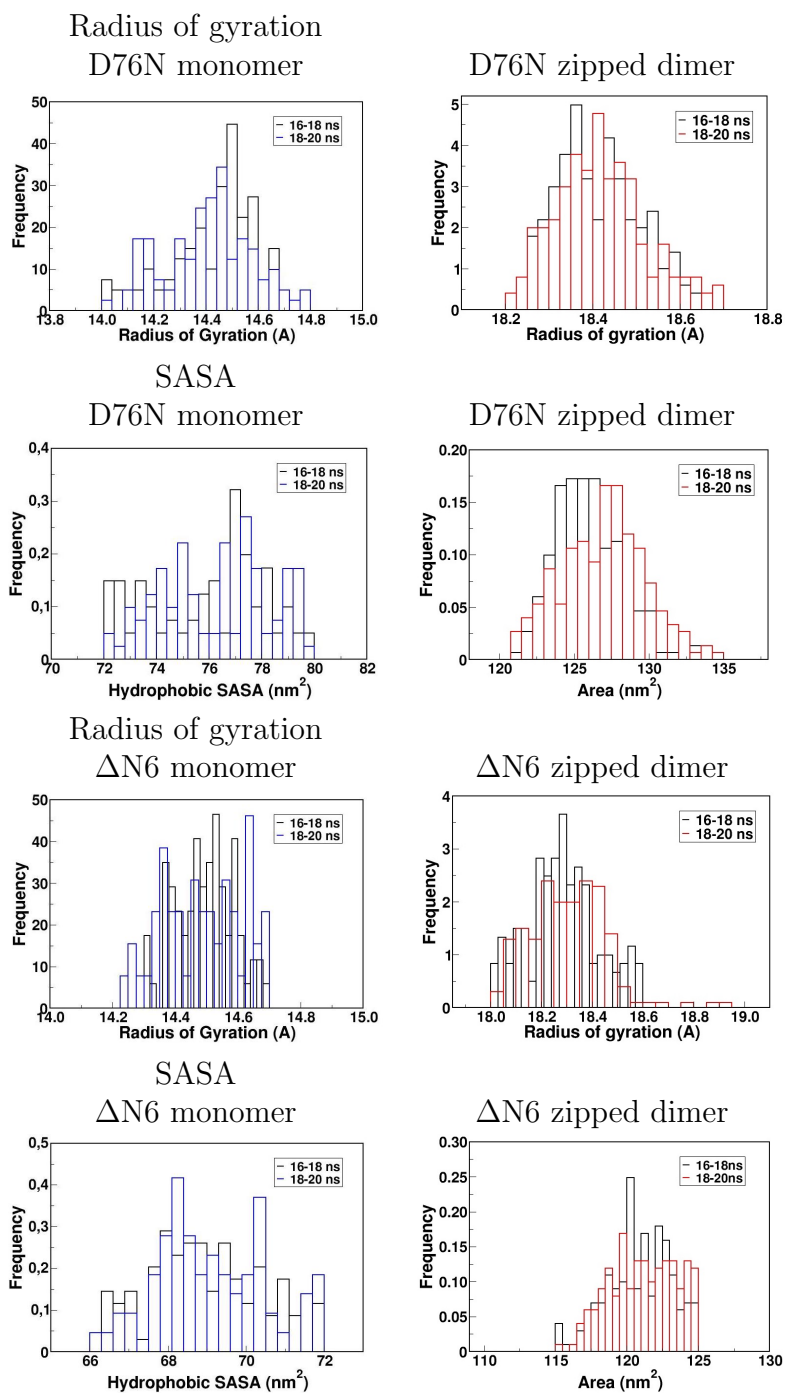 Radius of gyration
D76N monomer
D76N zipped dimer
50
40
30
20
10
0
Frequency
16-18 ns
18-20 ns
13.8 14.0 14.2 14.4 14.6 14.8 15.0
Radius of Gyration (A)
5
4
3
2
1
0
Frequency
16-18 ns
18-20 ns
18.2 18.4 18.6 18.8
Radius of gyration (A)
SASA
D76N monomer
D76N zipped dimer
0,4
0,3
0,2
0,1
0
Frequency
16-18 ns
18-20 ns
70 72 74 76 78 80 82
Hydrophobic SASA (nm²)
0.20
0.15
0.10
0.05
0
Frequency
16-18 ns
18-20 ns
120 125 130 135
Area (nm²)
Radius of gyration
ΔN6 monomer
ΔN6 zipped dimer
50
40
30
20
10
0
Frequency
16-18 ns
18-20 ns
14.0 14.2 14.4 14.6 14.8 15.0
Radius of Gyration (A)
4
3
2
1
0
Frequency
16-18 ns
18-20 ns
18.0 18.2 18.4 18.6 18.8 19.0
Radius of gyration (A)
SASA
ΔN6 monomer
ΔN6 zipped dimer
0,5
0,4
0,3
0,2
0,1
0
Frequency
16-18 ns
18-20 ns
66 68 70 72
Hydrophobic SASA (nm²)
0.30
0.25
0.20
0.15
0.10
0.05
0.00
Frequency
16-18ns
18-20ns
110 115 120 125 130
Area (nm²)